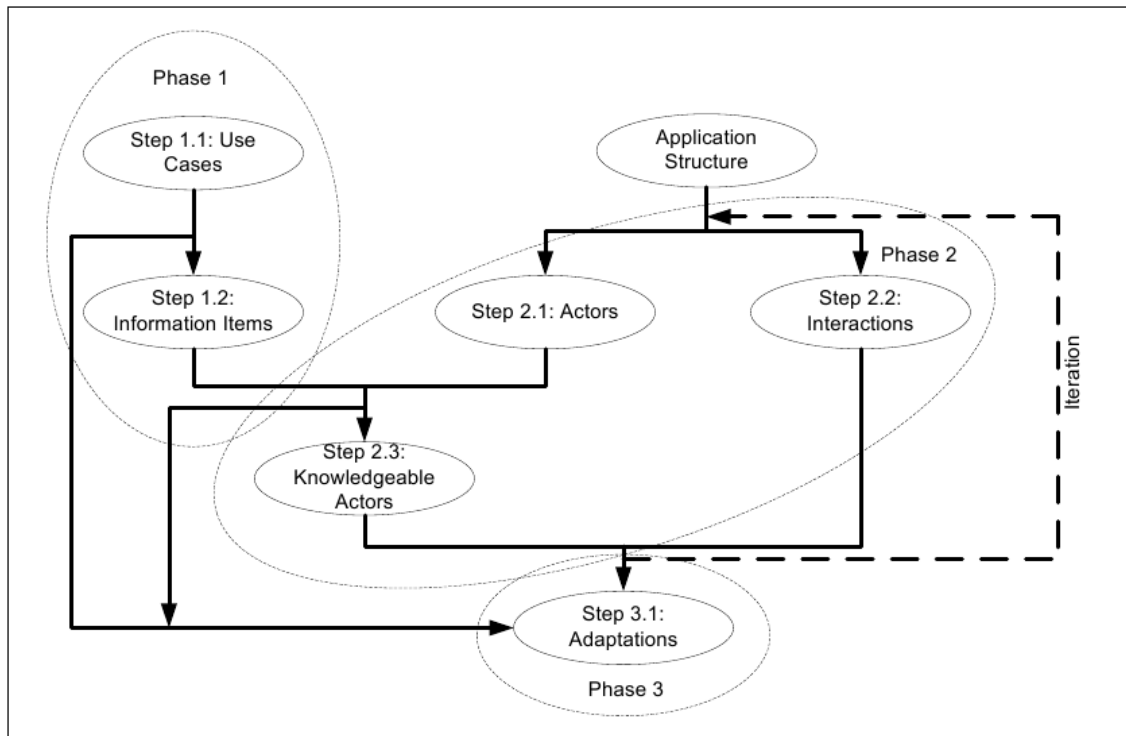 Phase 1
Step 1.1: Use
Cases
Application
Structure
Phase 2
Step 1.2:
Information Items
Step 2.1: Actors
Step 2.2:
Interactions
Iteration
Step 2.3:
Knowledgeable
Actors
Step 3.1:
Adaptations
Phase 3